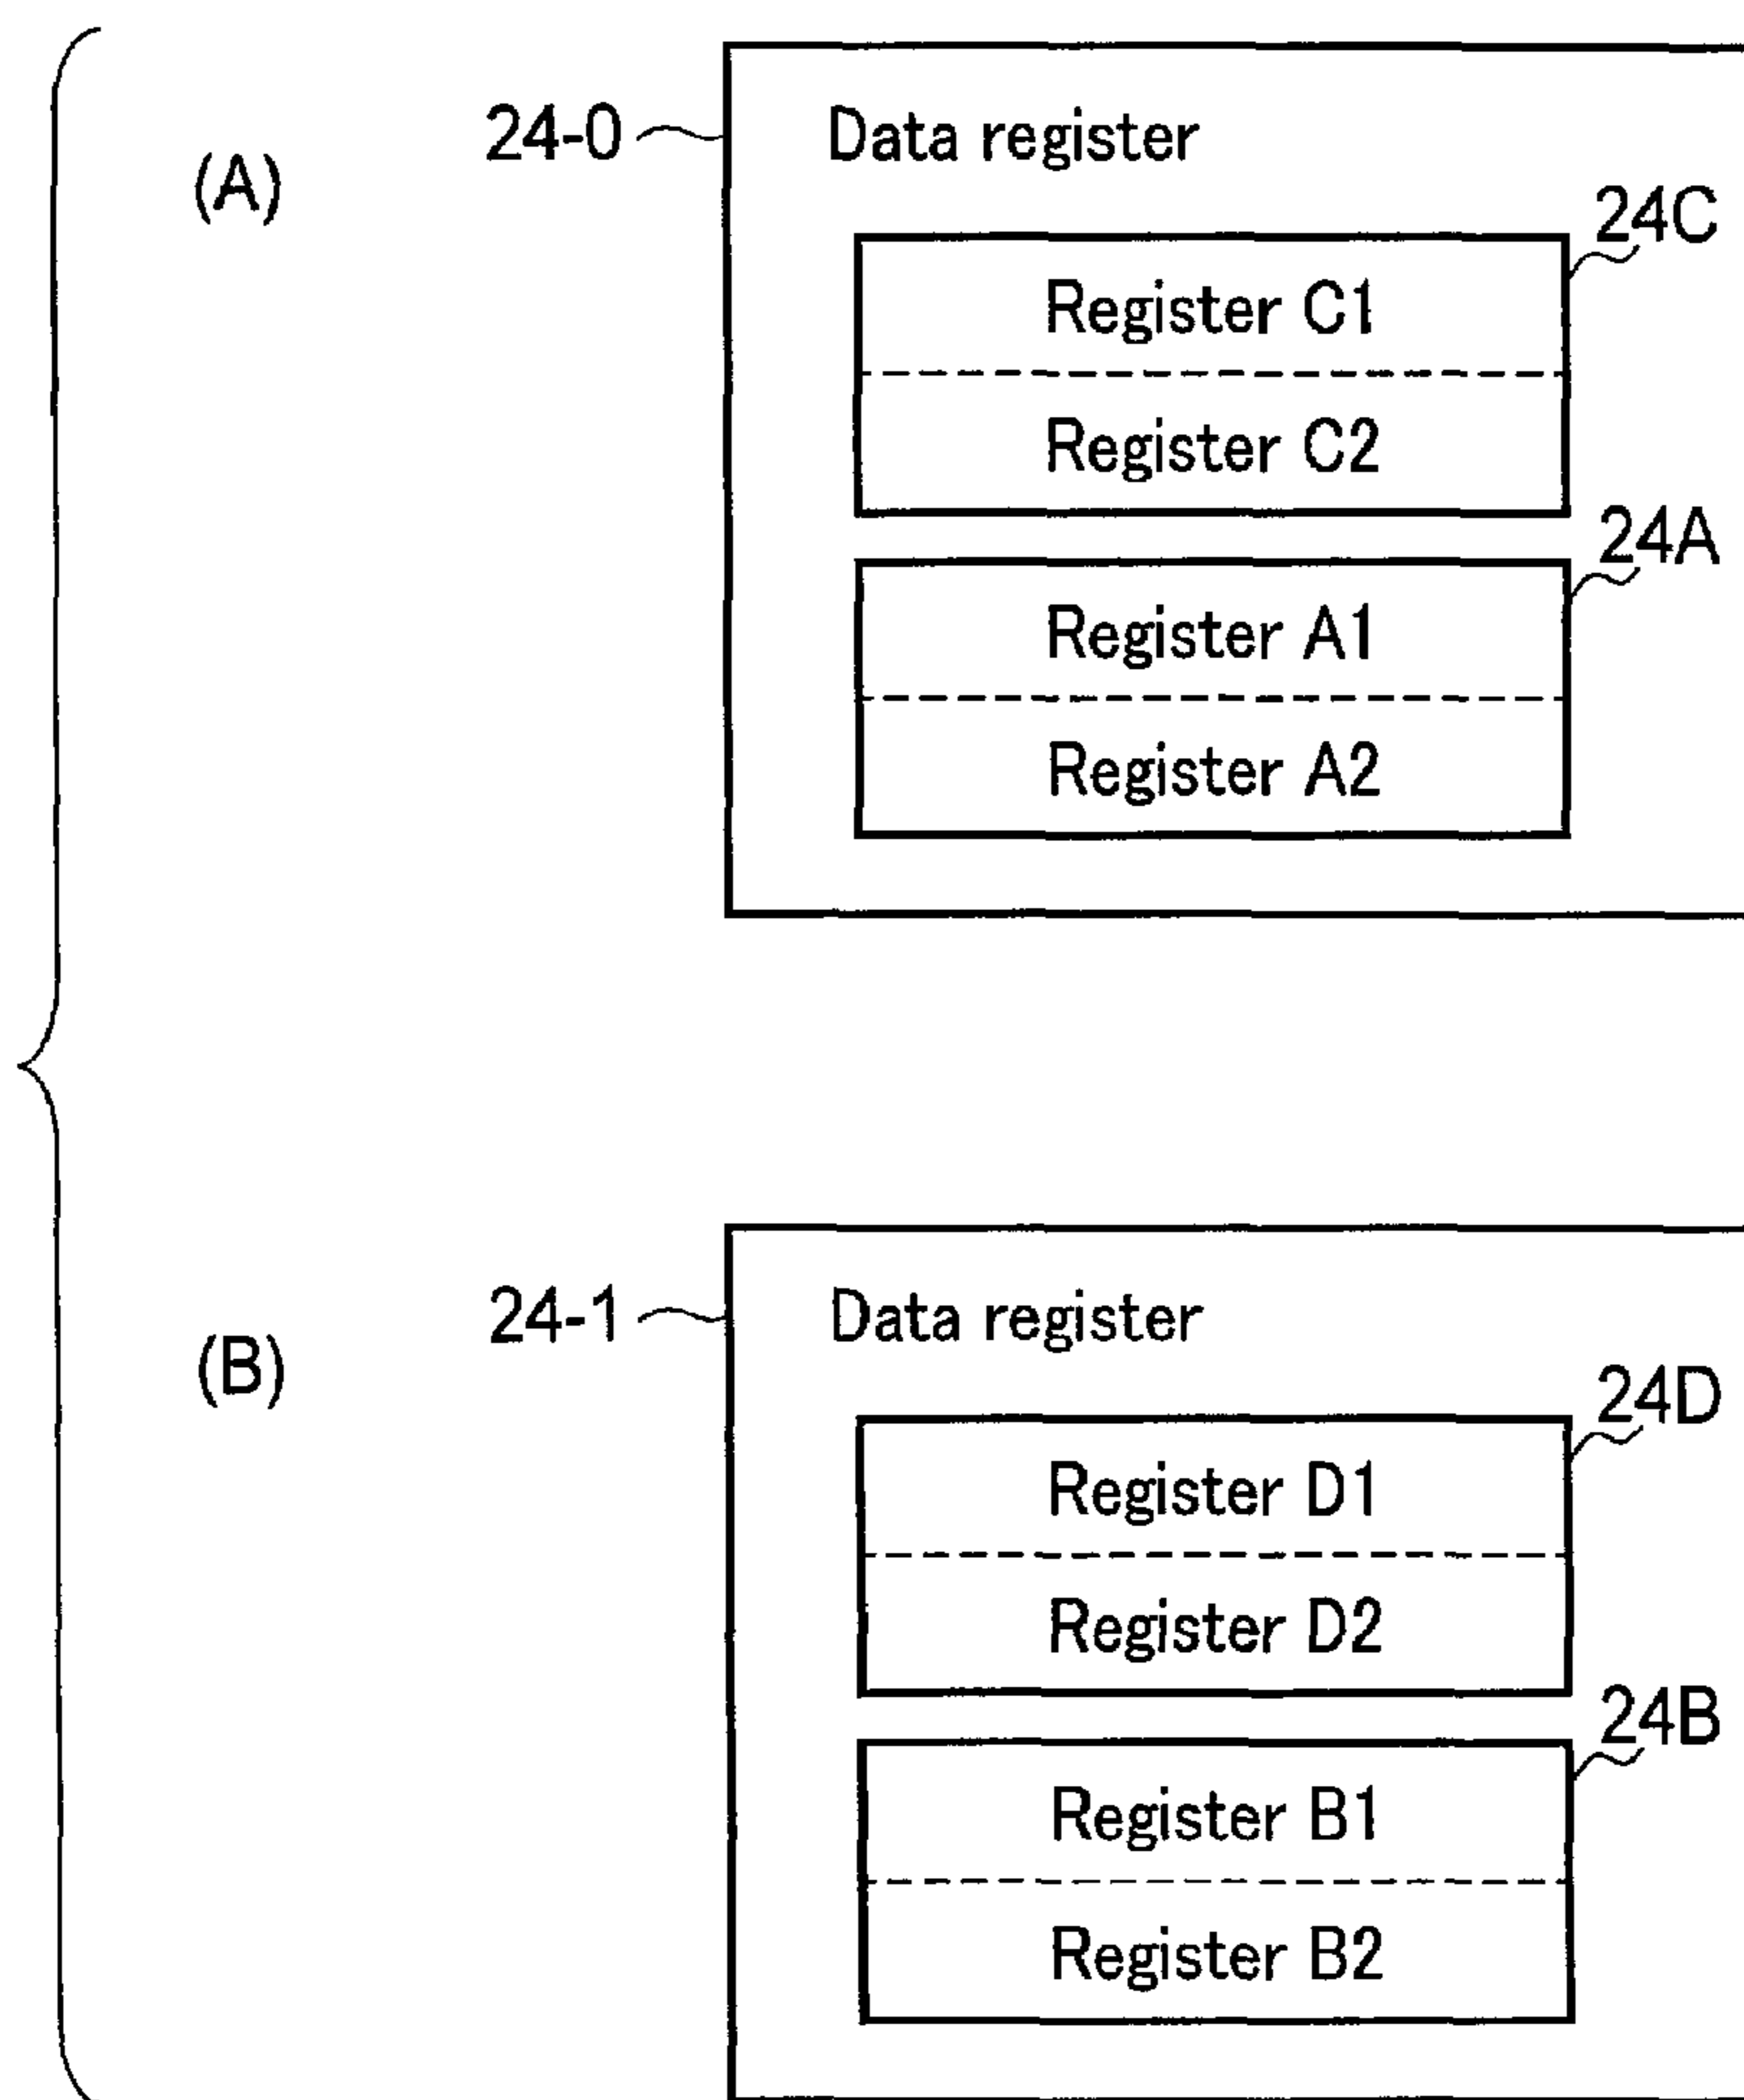 (A)
24-0
Data register
24C
Register C1
Register C2
24A
Register A1
Register A2
(B)
24-1
Data register
24D
Register D1
Register D2
24B
Register B1
Register B2